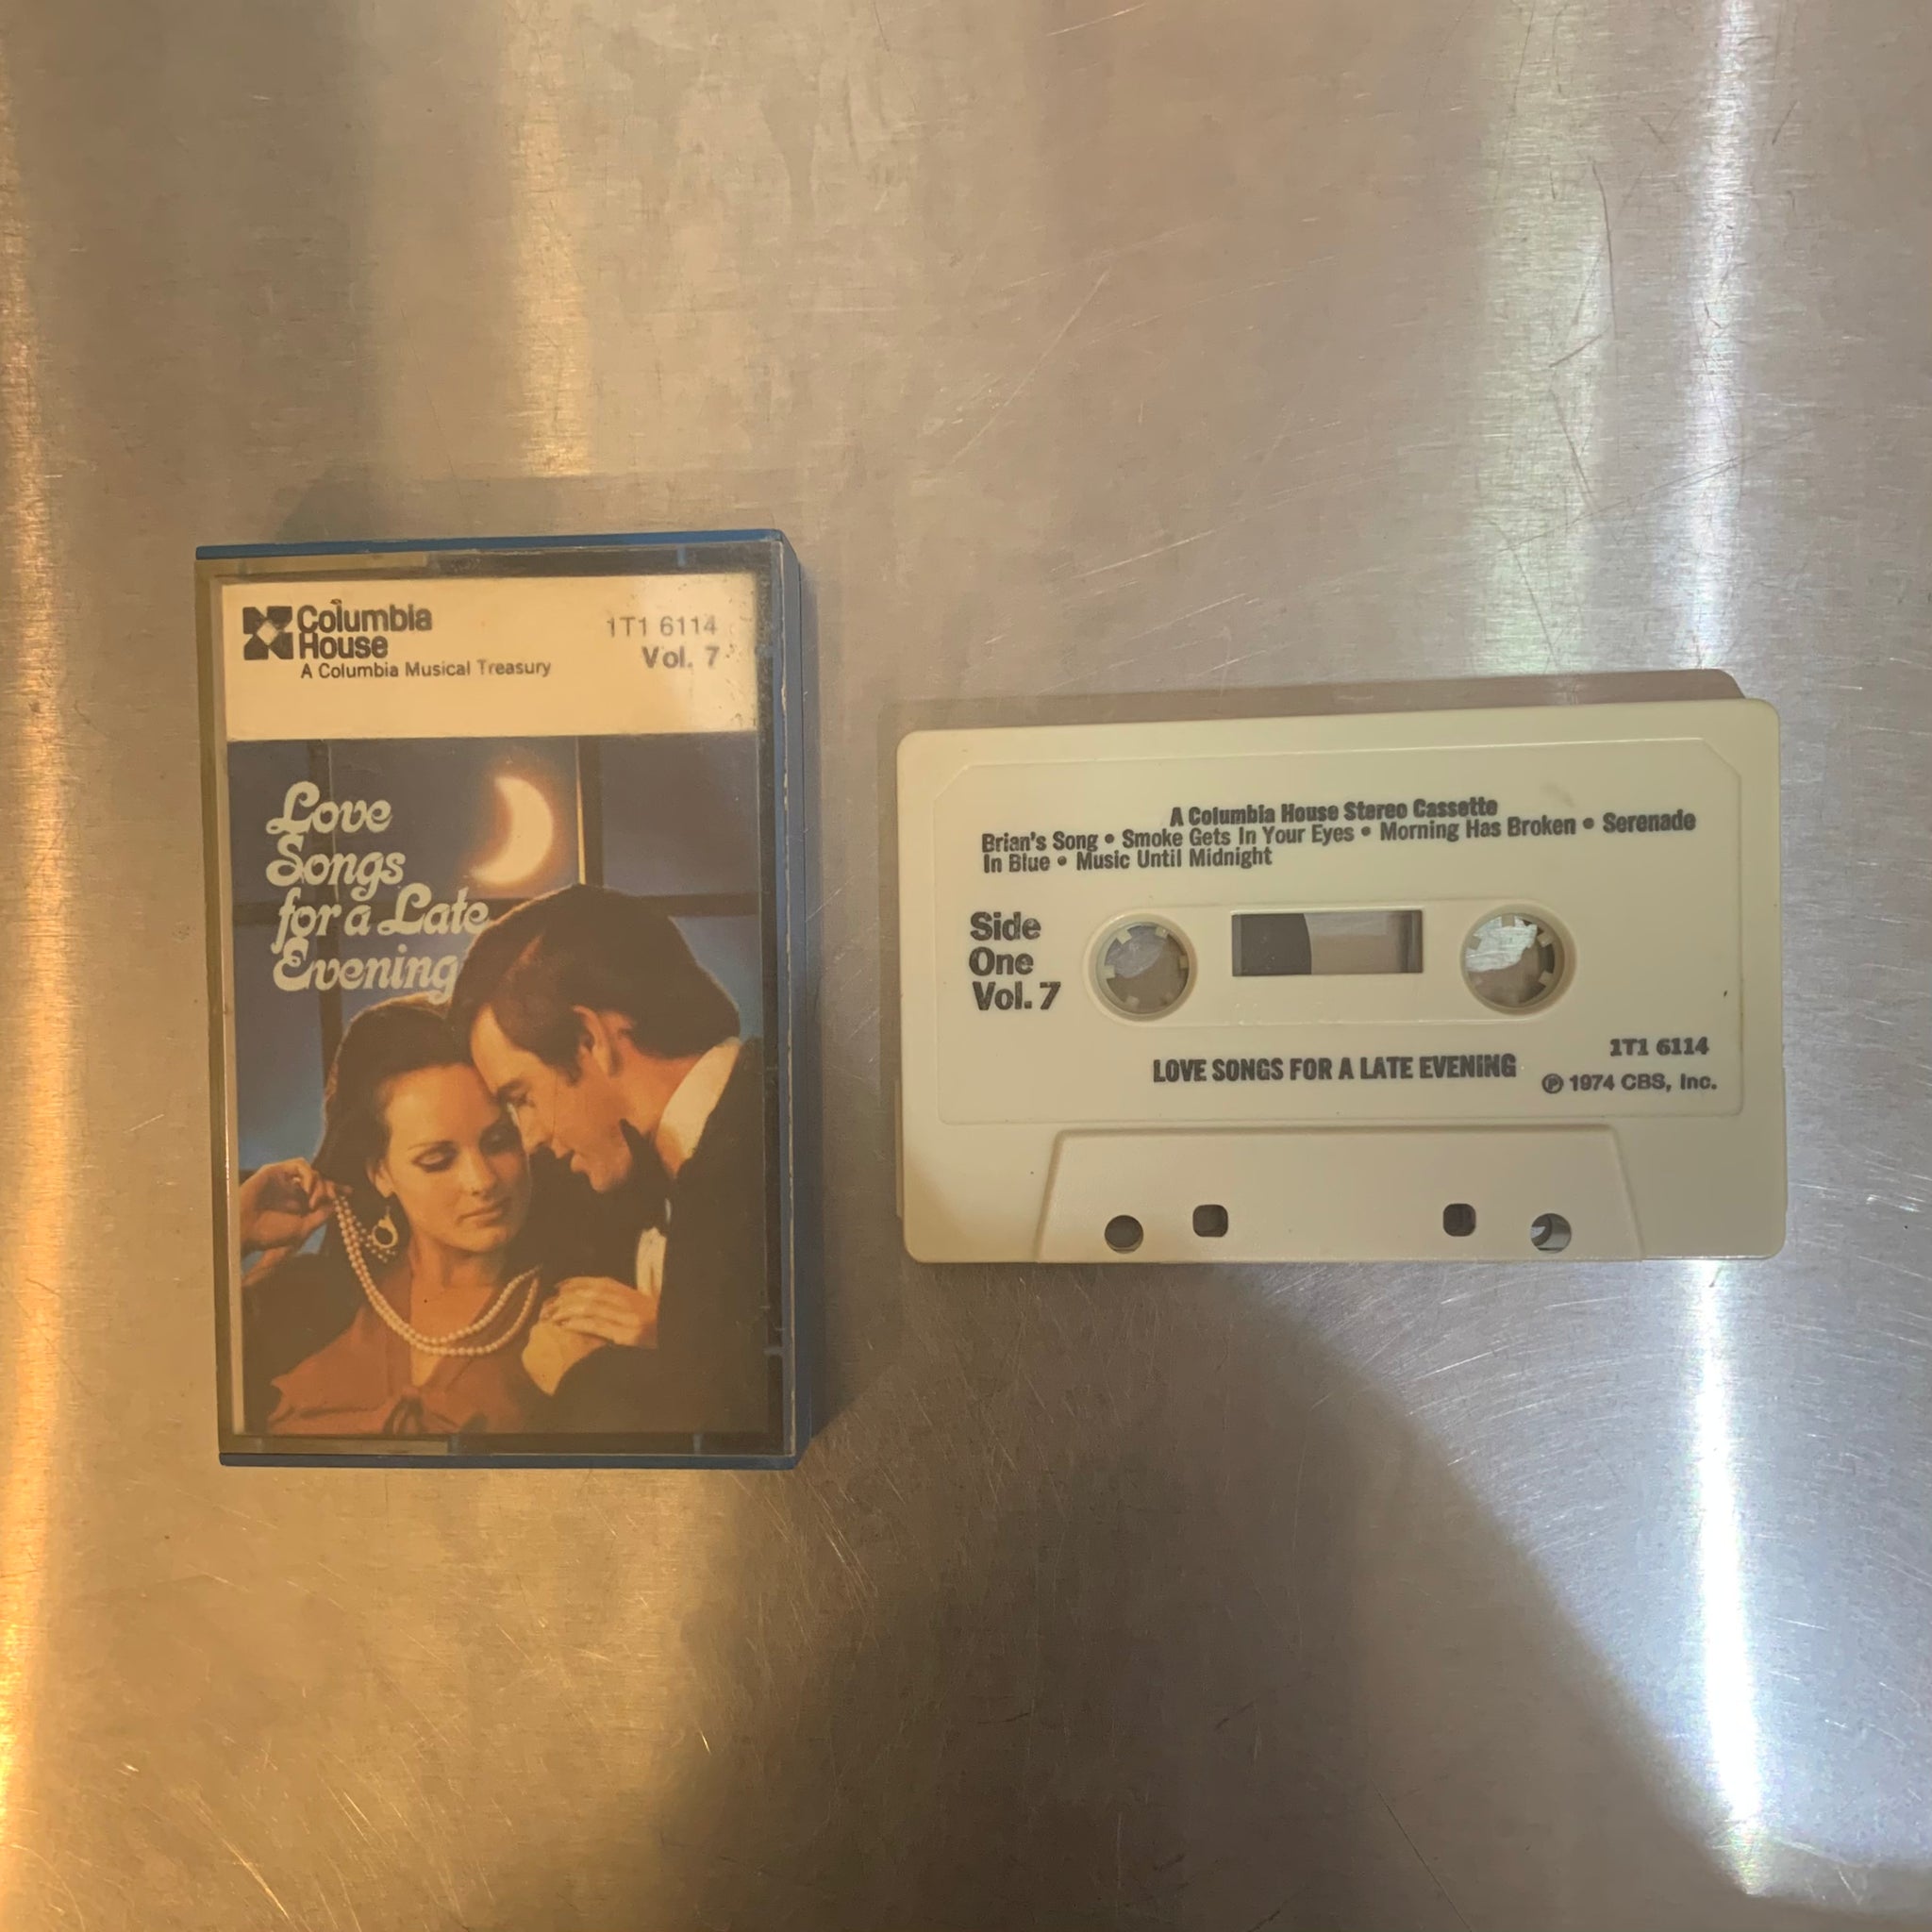 Columbia
House
A Columbia Musical Treasury
1T1 6114
Vol. 7
Love
Songs
for a Late
Evening
A Columbia House Stereo Cassette
Brian's Song • Smoke Gets In Your Eyes • Morning Has Broken • Serenade
In Blue • Music Until Midnight
Side
One
Vol. 7
LOVE SONGS FOR A LATE EVENING
1T1 6114
℗ 1974 CBS, Inc.